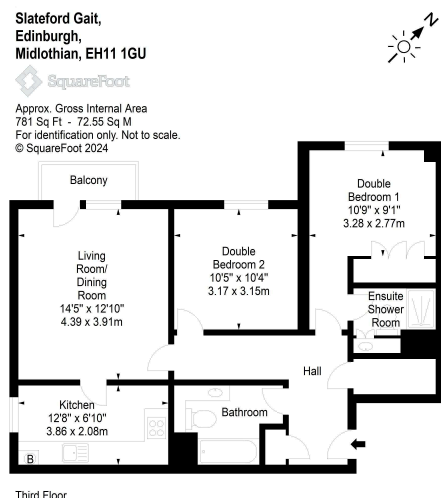 Slateford Gait,
Edinburgh,
Midlothian, EH11 1GU
N
SquareFoot
Approx. Gross Internal Area
781 Sq Ft - 72.55 Sq M
For identification only. Not to scale.
© SquareFoot 2024
Balcony
Double
Bedroom 1
10'9" x 9'1"
3.28 x 2.77m
Living
Room/
Dining
Room
14'5" x 12'10"
4.39 x 3.91m
Double
Bedroom 2
10'5" x 10'4"
3.17 x 3.15m
Ensuite
Shower
Room
Hall
Kitchen
12'8" x 6'10"
3.86 x 2.08m
Bathroom
B
Third Floor